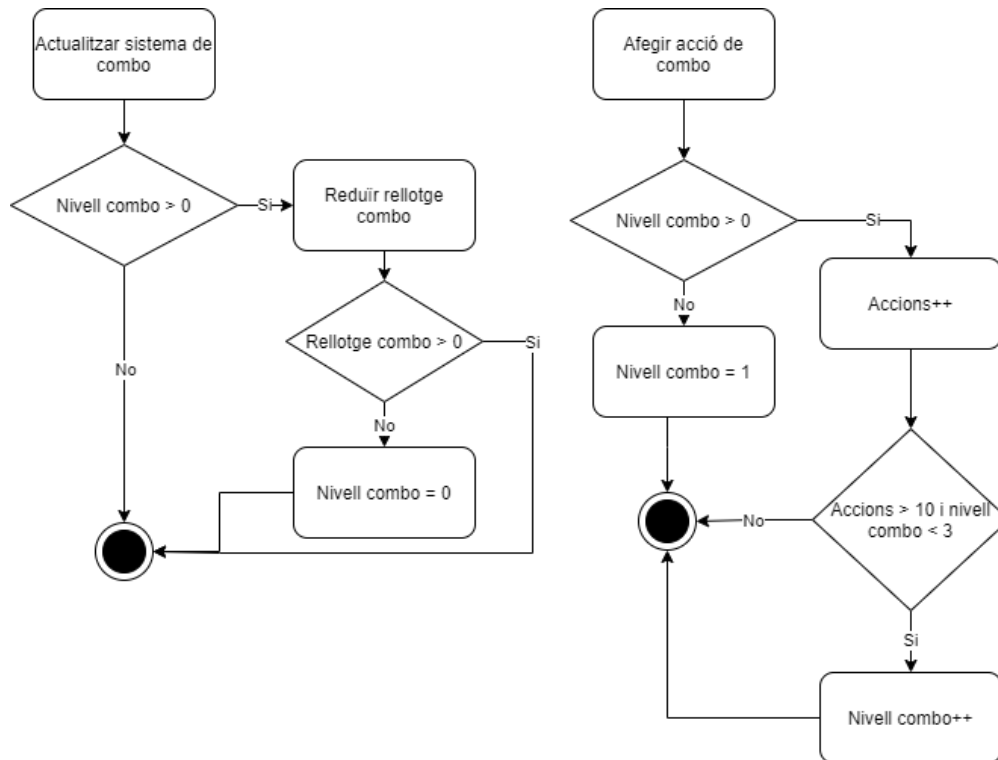 Actualitzar sistema de
combo
Nivell combo > 0
Si
Reduïr rellotge
combo
No
Rellotge combo > 0
Si
No
Nivell combo = 0
Afegir acció de
combo
Nivell combo > 0
Si
No
Accions++
Nivell combo = 1
Accions > 10 i nivell
combo < 3
No
Si
Nivell combo++